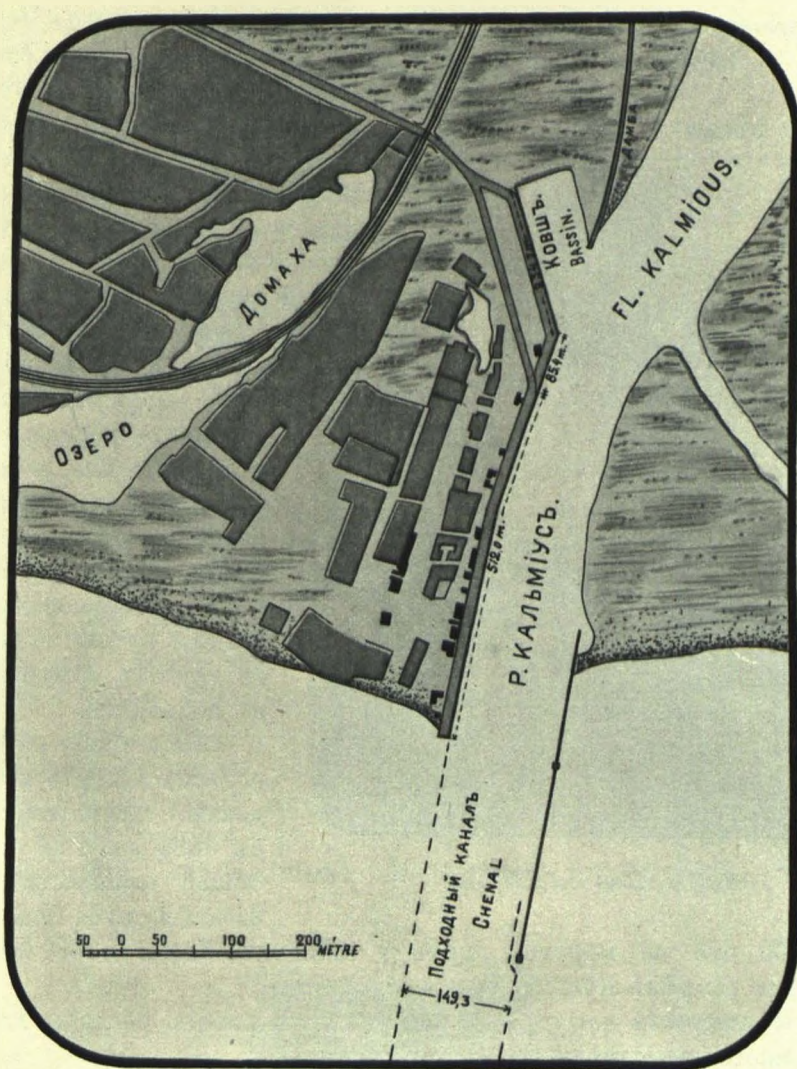 ДАМБА
КОВШЪ.
BASSIN.
FL. KALMIOUS.
ДОМАХА
ОЗЕРО
85.4 m.
512.0 m.
Р. КАЛЬМІУСЪ.
ПОДХОДНЫЙ КАНАЛЪ
CHENAL
50 0 50 100 200 MÈTRE
149,3